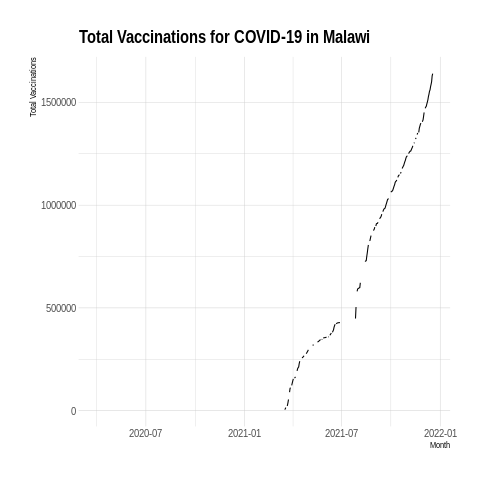 Total Vaccinations for COVID-19 in Malawi
Total Vaccinations
1500000
1000000
500000
0
2020-07
2021-01
2021-07
2022-01
Month